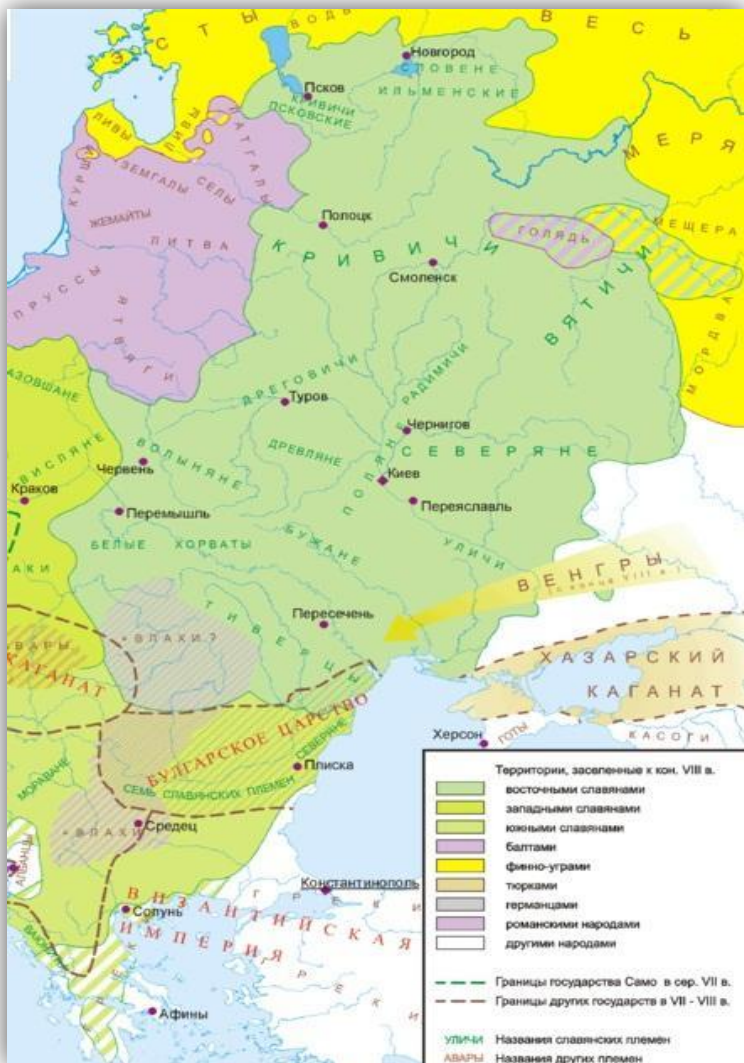 ЭСТЫ
ВОДЬ
ВЕСЬ
Новгород
СЛОВЕНЕ
ИЛЬМЕНСКИЕ
Псков
КРИВИЧИ
ПСКОВСКИЕ
ЛИВЫ
ЛИВЫ
ЛАТГАЛЫ
МЕРЯ
КУРШИ
ЗЕМГАЛЫ
СЕЛЫ
ЖЕМАЙТЫ
ЛИТВА
Полоцк
ГОЛЯДЬ
МЕЩЕРА
КРИВИЧИ
Смоленск
ВЯТИЧИ
ПРУССЫ
ЯТВЯГИ
МОРДВА
АЗОВШАНЕ
ДРЕГОВИЧИ
РАДИМИЧИ
Туров
Чернигов
ВИСЛЯНЕ
ВОЛЫНЯНЕ
ДРЕВЛЯНЕ
ПОЛЯНЕ
СЕВЕРЯНЕ
Червень
Киев
Краков
Перемышль
Переяславль
БЕЛЫЕ ХОРВАТЫ
БУЖАНЕ
УЛИЧИ
АКИ
ВЕНГРЫ
ТИВЕРЦЫ
Пересечень
ВЛАХИ ?
АВАРЫ
КАГАНАТ
ХАЗАРСКИЙ
КАГАНАТ
БУЛГАРСКОЕ ЦАРСТВО
СЕВЕРЯНЕ
Херсон
ГОТЫ
КАСОГИ
МОРАВАНЕ
Плиска
СЕМЬ СЛАВЯНСКИХ ПЛЕМЕН
ВЛАХИ
Средец
АЛБАНЦЫ
Константинополь
ГРЕКИ
ВИЗАНТИЙСКАЯ
ИМПЕРИЯ
Солунь
ГРЕКИ
Афины
Территории, заселенные к кон. VIII в.
восточными славянами
западными славянами
южными славянами
балтами
финно-уграми
тюрками
германцами
романскими народами
другими народами
Границы государства Само в сер. VII в.
Границы других государств в VII - VIII в.
УЛИЧИ Названия славянских племен
АВАРЫ Названия других племен